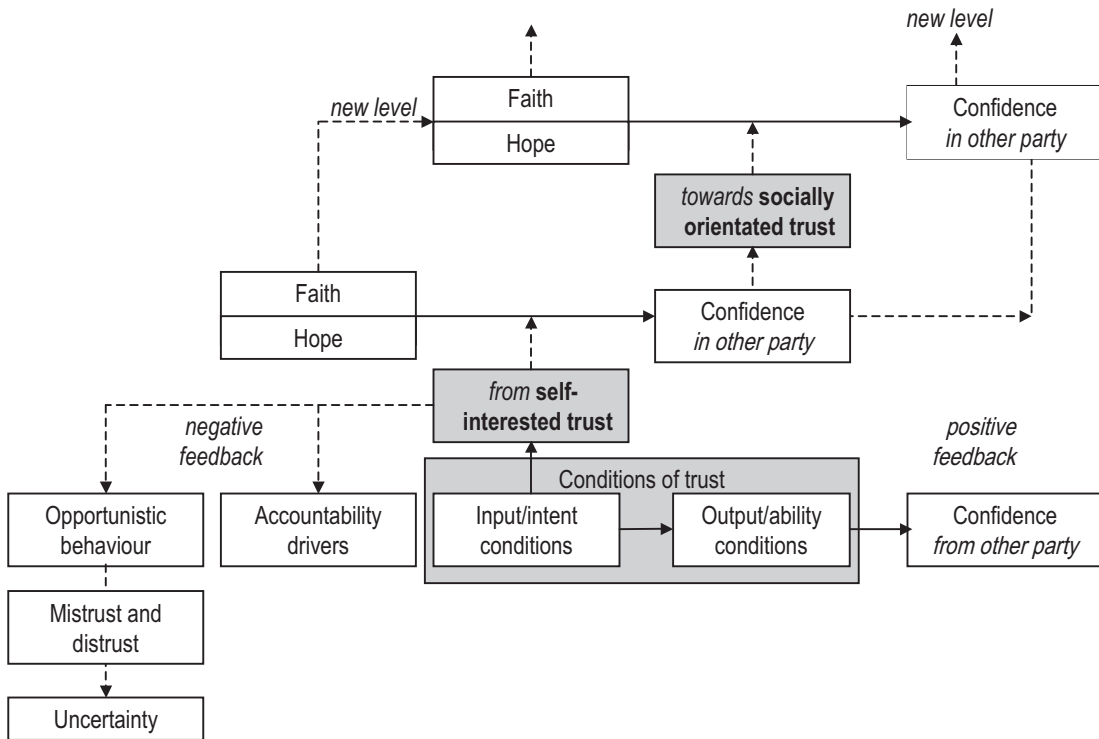 new level
Faith
Hope
new level
Confidence
in other party
towards socially
orientated trust
Faith
Hope
Confidence
in other party
from self-
interested trust
negative
feedback
positive
feedback
Conditions of trust
Opportunistic
behaviour
Accountability
drivers
Input/intent
conditions
Output/ability
conditions
Confidence
from other party
Mistrust and
distrust
Uncertainty